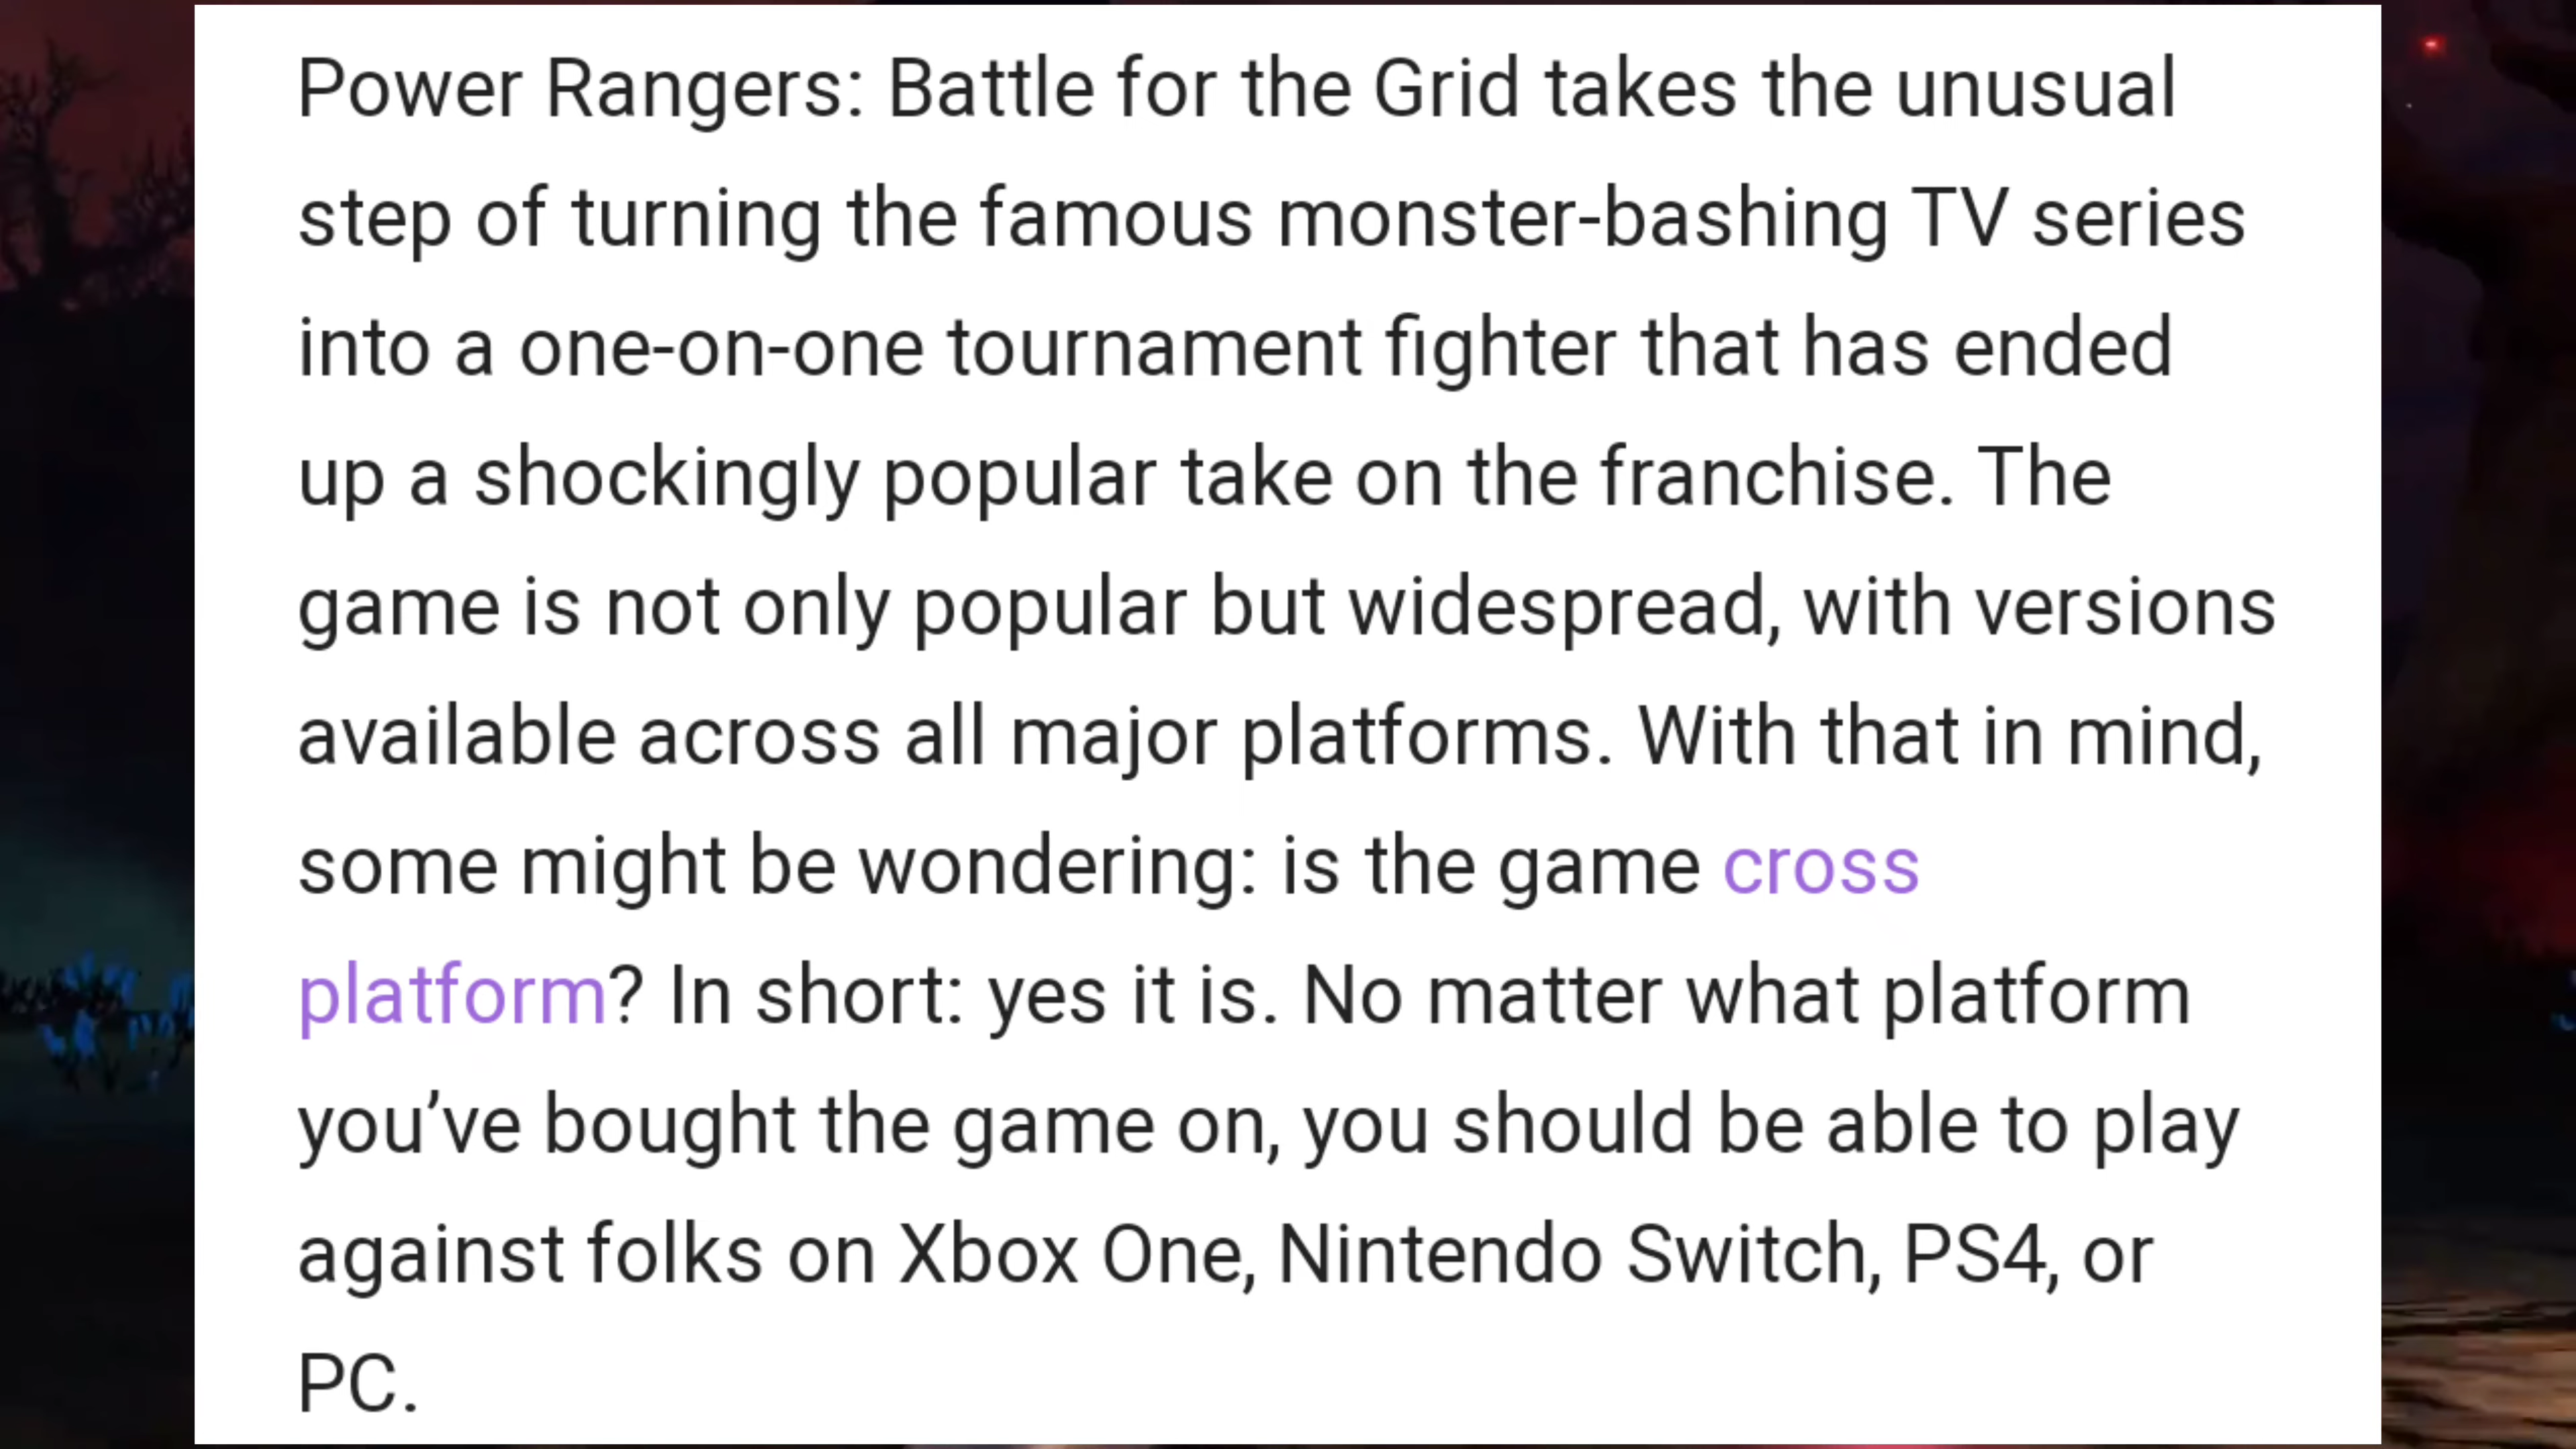 Power Rangers: Battle for the Grid takes the unusual
step of turning the famous monster-bashing TV series
into a one-on-one tournament fighter that has ended
up a shockingly popular take on the franchise. The
game is not only popular but widespread, with versions
available across all major platforms. With that in mind,
some might be wondering: is the game cross
platform? In short: yes it is. No matter what platform
you’ve bought the game on, you should be able to play
against folks on Xbox One, Nintendo Switch, PS4, or
PC.